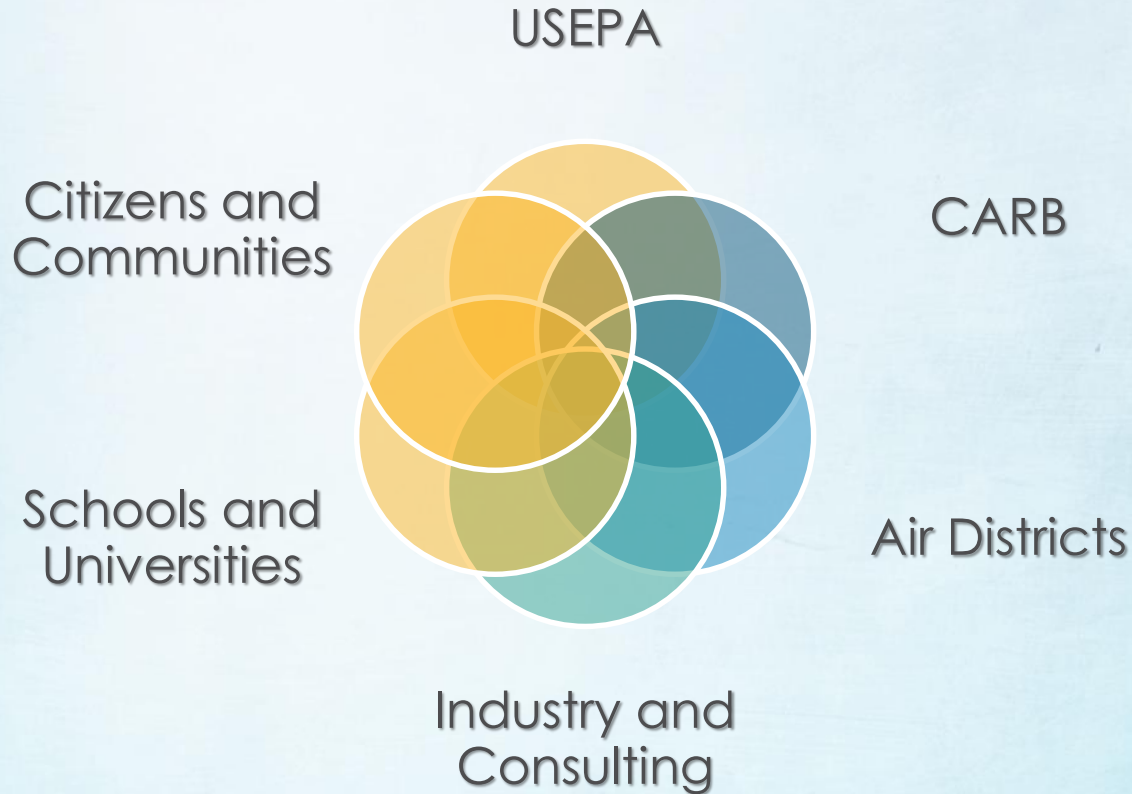 USEPA
Citizens and
Communities
CARB
Schools and
Universities
Air Districts
Industry and
Consulting